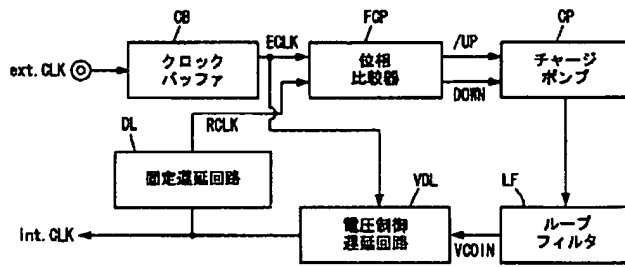 CB
FCP
CP
ext.CLK
クロック
バッファ
ECLK
位相
比較器
/UP
DOWN
チャージ
ポンプ
DL
RCLK
固定遅延回路
VDL
LF
int.CLK
電圧制御
遅延回路
VCOIN
ループ
フィルタ